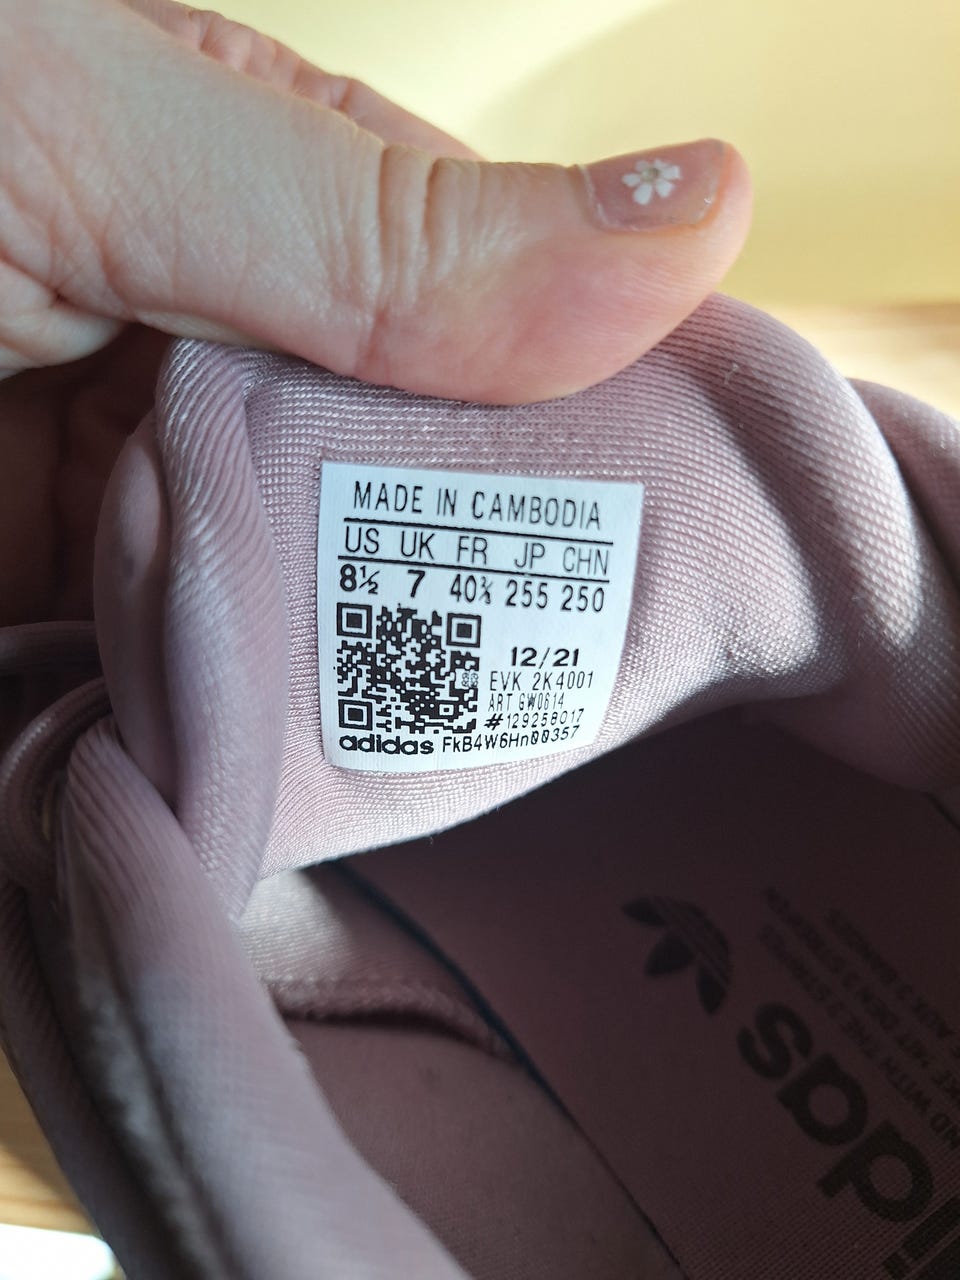 MADE IN CAMBODIA
US UK FR JP CHN
8½ 7 40⅔ 255 250
12/21
EVK 2K4001
ART GW0614
#129258017
adidas FkB4W6Hn00357
adidas